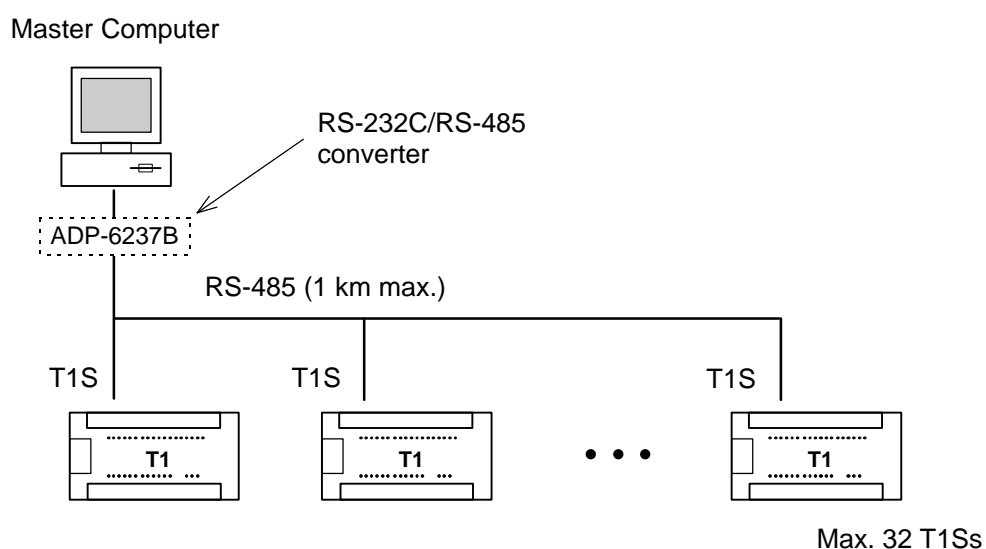 Master Computer
RS-232C/RS-485
converter
ADP-6237B
RS-485 (1 km max.)
T1S
T1S
T1S
T1
T1
T1
Max. 32 T1Ss